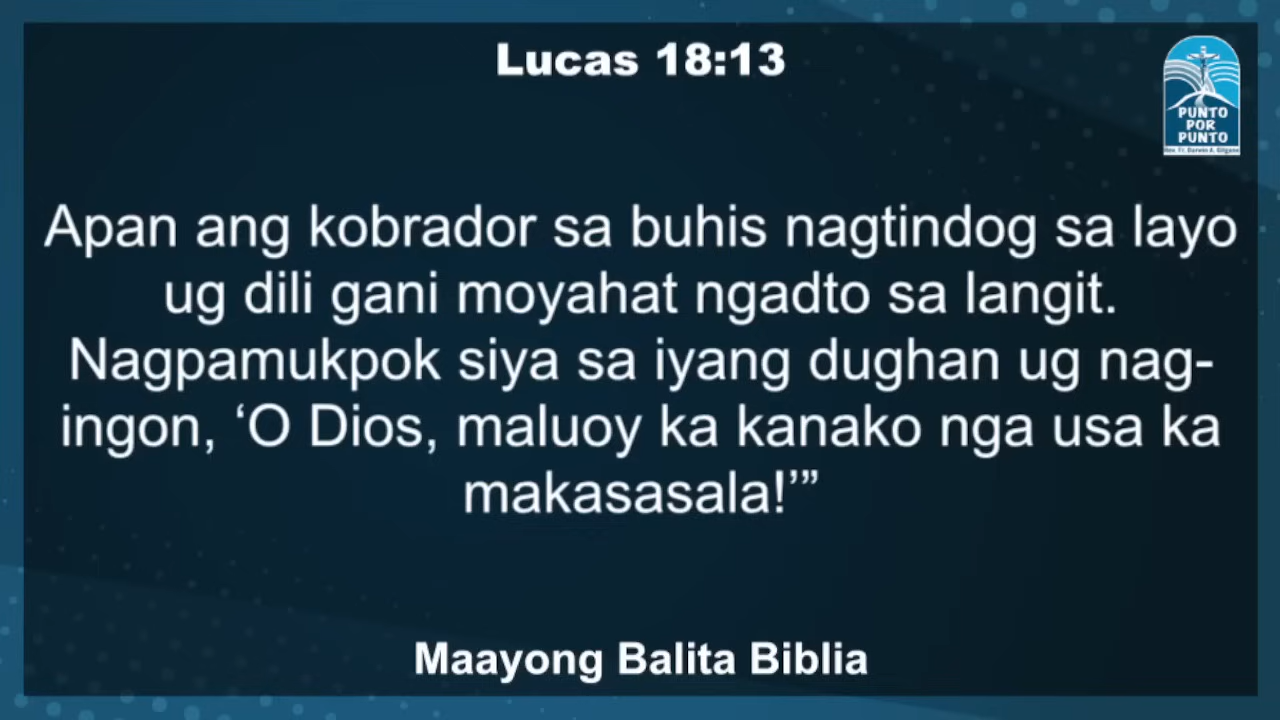 Lucas 18:13
PUNTO
POR
PUNTO
Apan ang kobrador sa buhis nagtindog sa layo
ug dili gani moyahat ngadto sa langit.
Nagpamukpok siya sa iyang dughan ug nag-
ingon, ‘O Dios, maluoy ka kanako nga usa ka
makasasala!’”
Maayong Balita Biblia